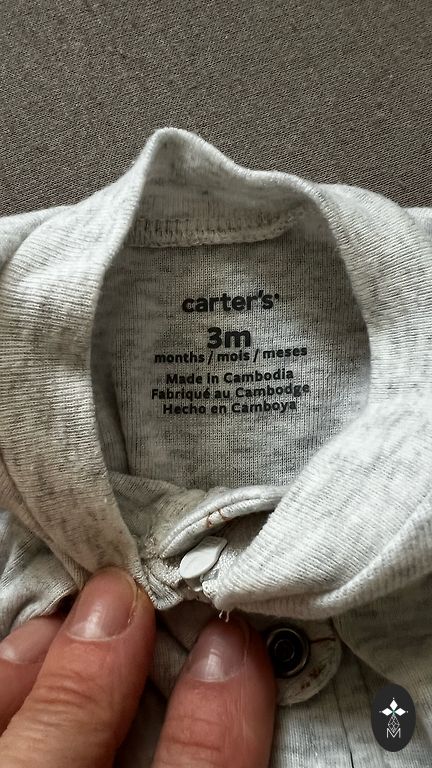 carter's
3m
months / mois / meses
Made in Cambodia
Fabriqué au Cambodge
Hecho en Camboya
M